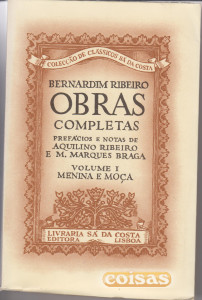 COLECÇÃO DE CLÁSSICOS SÁ DA COSTA
BERNARDIM RIBEIRO
OBRAS
COMPLETAS
PREFÁCIOS E NOTAS DE
AQUILINO RIBEIRO
E M. MARQUES BRAGA
VOLUME I
MENINA E MOÇA
LIVRARIA SÁ DA COSTA
EDITORA LISBOA
coisas